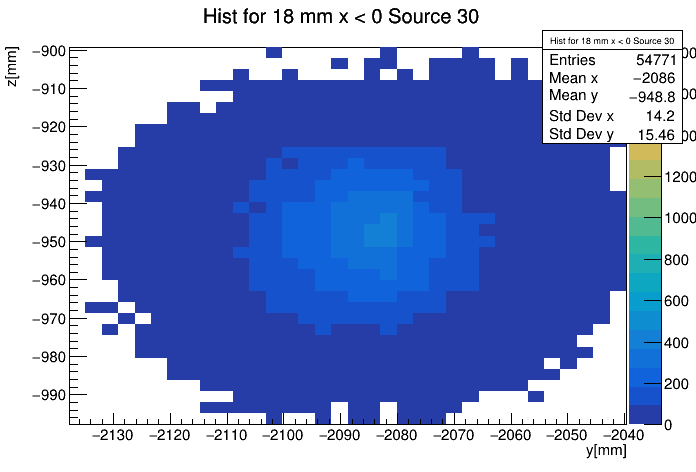 Hist for 18 mm x < 0 Source 30
z[mm]
Hist for 18 mm x < 0 Source 30
Entries 54771
Mean x −2086
Mean y −948.8
Std Dev x 14.2
Std Dev y 15.46
−900
−910
−920
−930
−940
−950
−960
−970
−980
−990
1200
1000
800
600
400
200
0
−2130 −2120 −2110 −2100 −2090 −2080 −2070 −2060 −2050 −2040
y[mm]